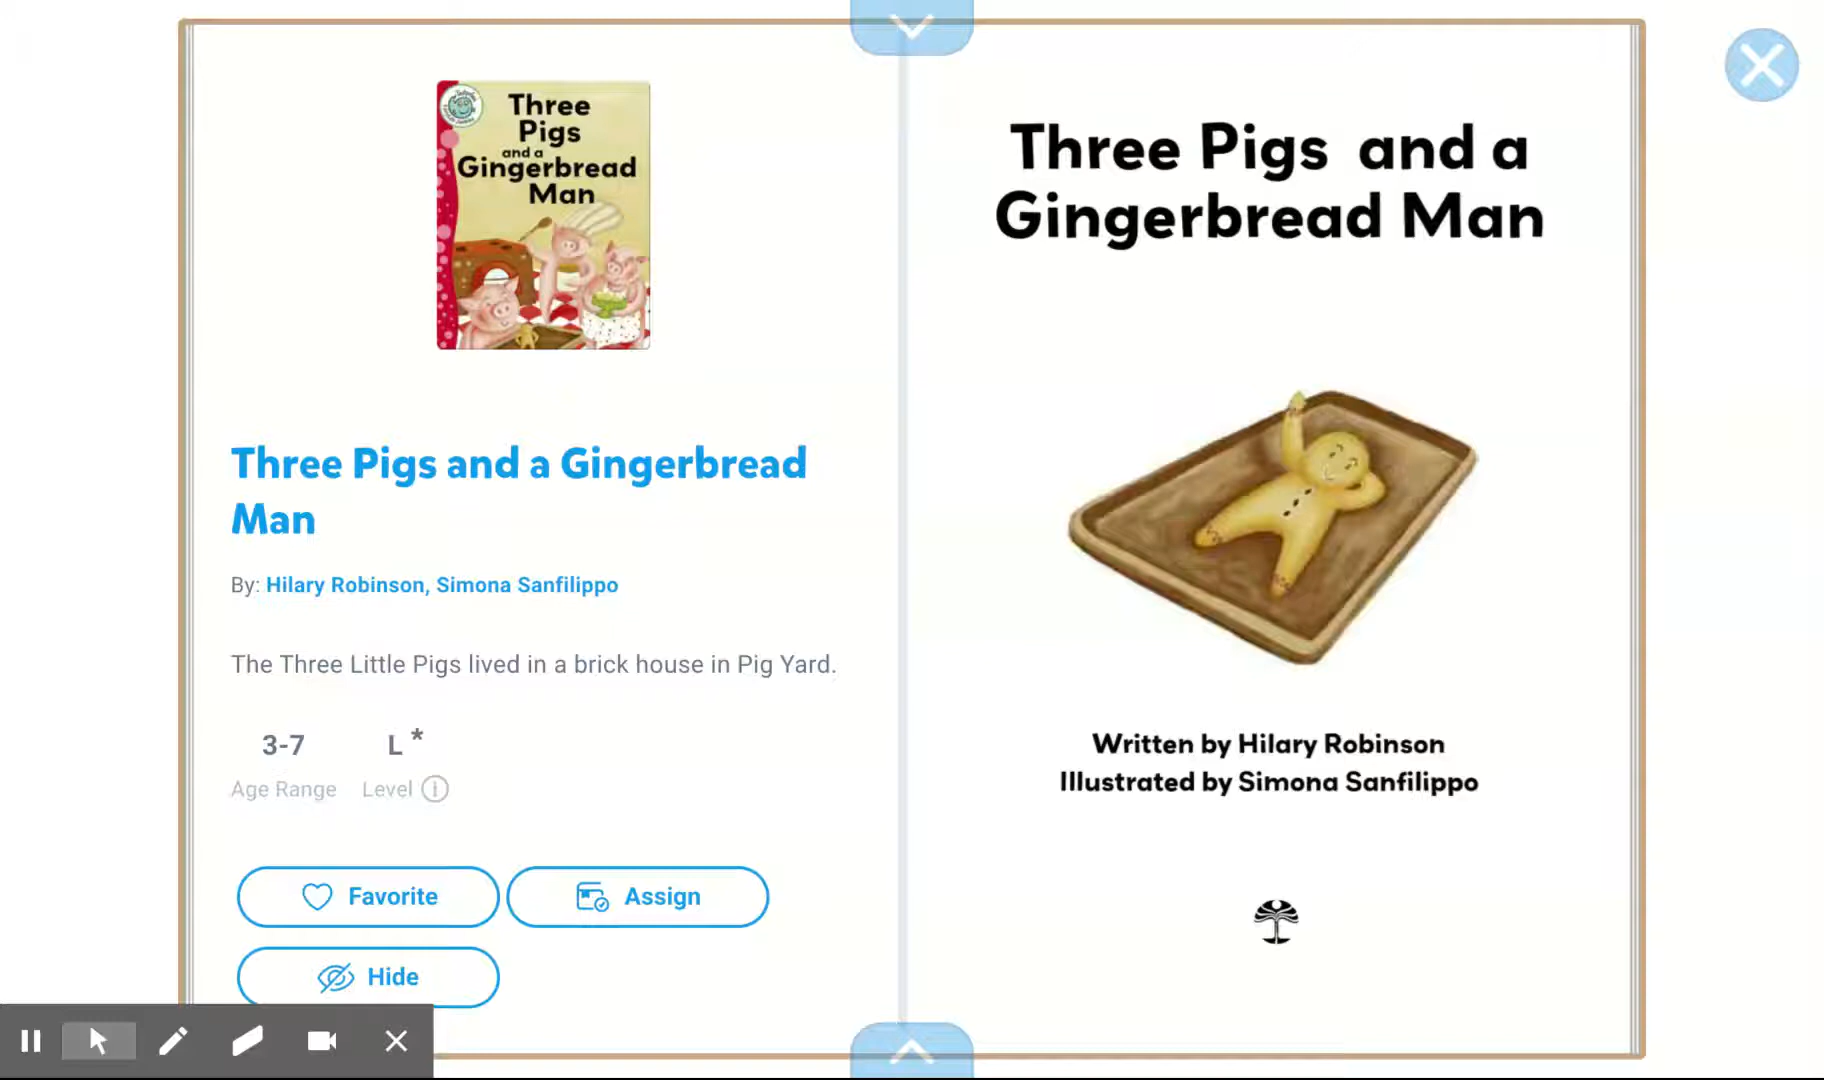 Three
Pigs
and a
Gingerbread
Man
Three Pigs and a Gingerbread
Man
By: Hilary Robinson, Simona Sanfilippo
The Three Little Pigs lived in a brick house in Pig Yard.
3-7
L *
Age Range
Level
Favorite
Assign
Hide
Three Pigs and a
Gingerbread Man
Written by Hilary Robinson
Illustrated by Simona Sanfilippo